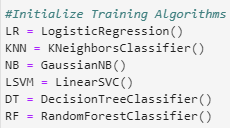 #Initialize Training Algorithms
LR = LogisticRegression()
KNN = KNeighborsClassifier()
NB = GaussianNB()
LSVM = LinearSVC()
DT = DecisionTreeClassifier()
RF = RandomForestClassifier()